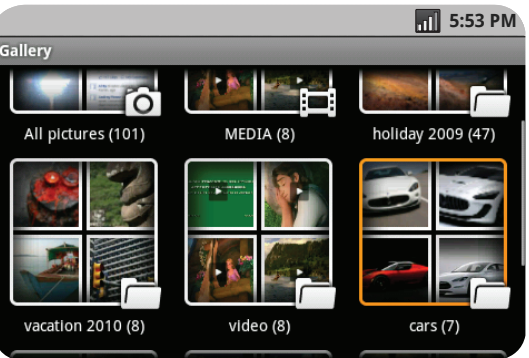 5:53 PM
Gallery
All pictures (101)
MEDIA (8)
holiday 2009 (47)
vacation 2010 (8)
video (8)
cars (7)